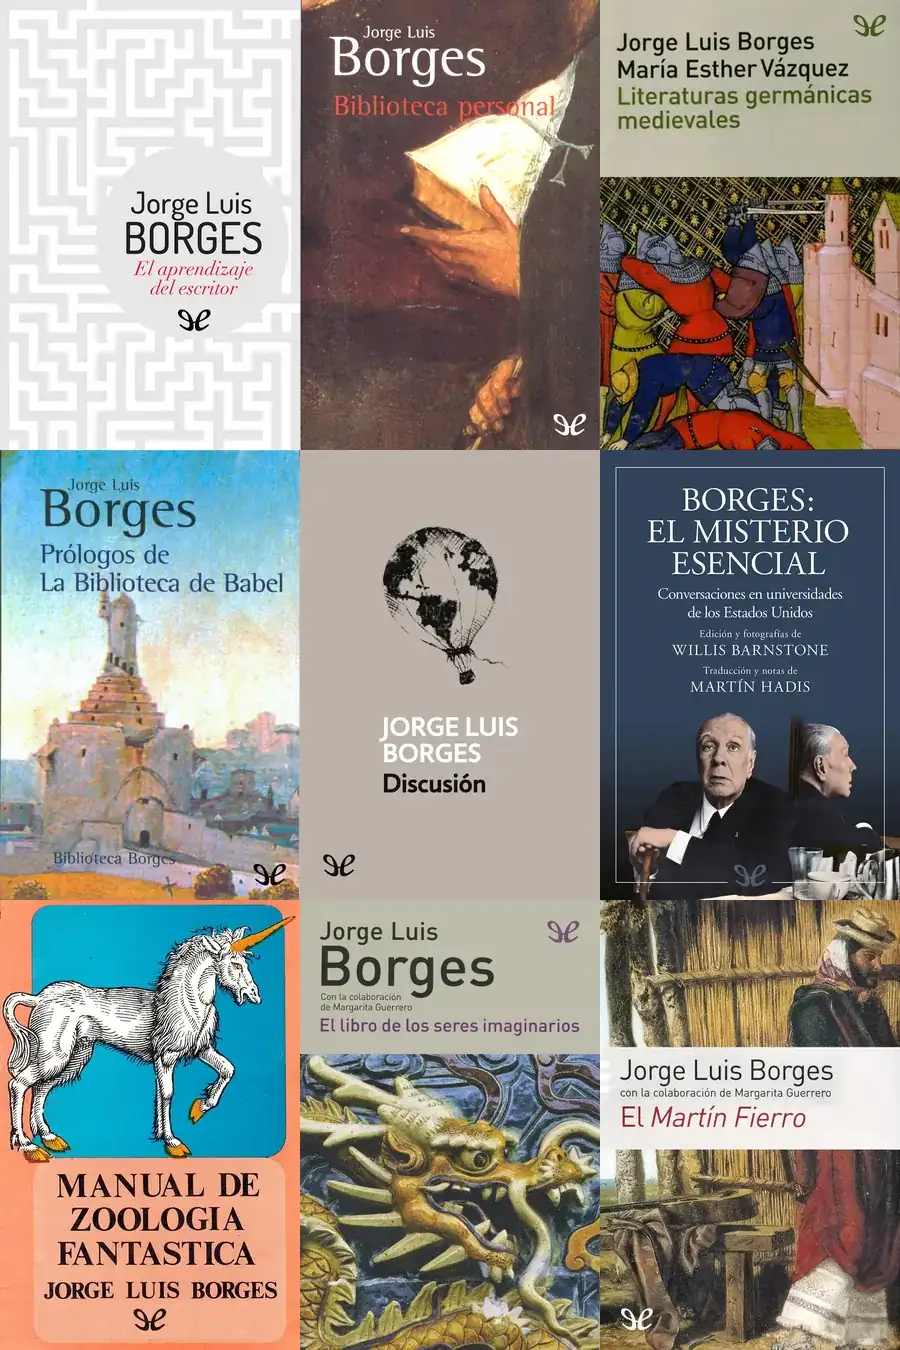 Jorge Luis
BORGES
El aprendizaje
del escritor
Jorge Luis
Borges
Biblioteca personal
Jorge Luis Borges
María Esther Vázquez
Literaturas germánicas
medievales
Jorge Luis
Borges
Prólogos de
La Biblioteca de Babel
Biblioteca Borges
JORGE LUIS
BORGES
Discusión
BORGES:
EL MISTERIO
ESENCIAL
Conversaciones en universidades
de los Estados Unidos
Edición y fotografías de
WILLIS BARNSTONE
Traducción y notas de
MARTÍN HADIS
MANUAL DE
ZOOLOGIA
FANTASTICA
JORGE LUIS BORGES
Jorge Luis
Borges
Con la colaboración
de Margarita Guerrero
El libro de los seres imaginarios
Jorge Luis Borges
con la colaboración de Margarita Guerrero
El Martín Fierro